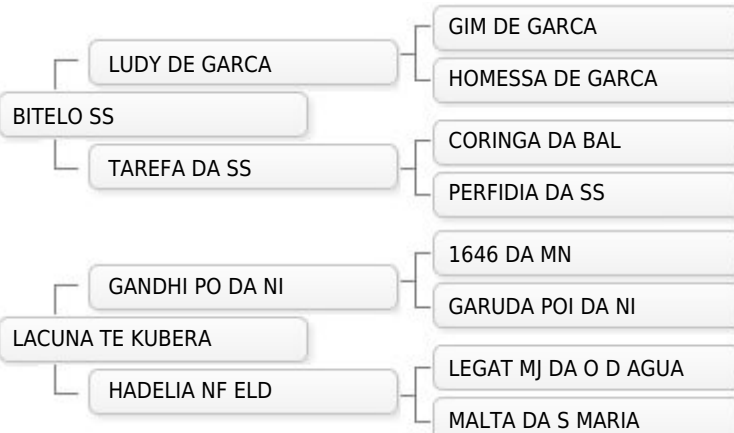 GIM DE GARCA
LUDY DE GARCA
HOMESSA DE GARCA
BITELO SS
CORINGA DA BAL
TAREFA DA SS
PERFIDIA DA SS
1646 DA MN
GANDHI PO DA NI
GARUDA POI DA NI
LACUNA TE KUBERA
LEGAT MJ DA O D AGUA
HADELIA NF ELD
MALTA DA S MARIA